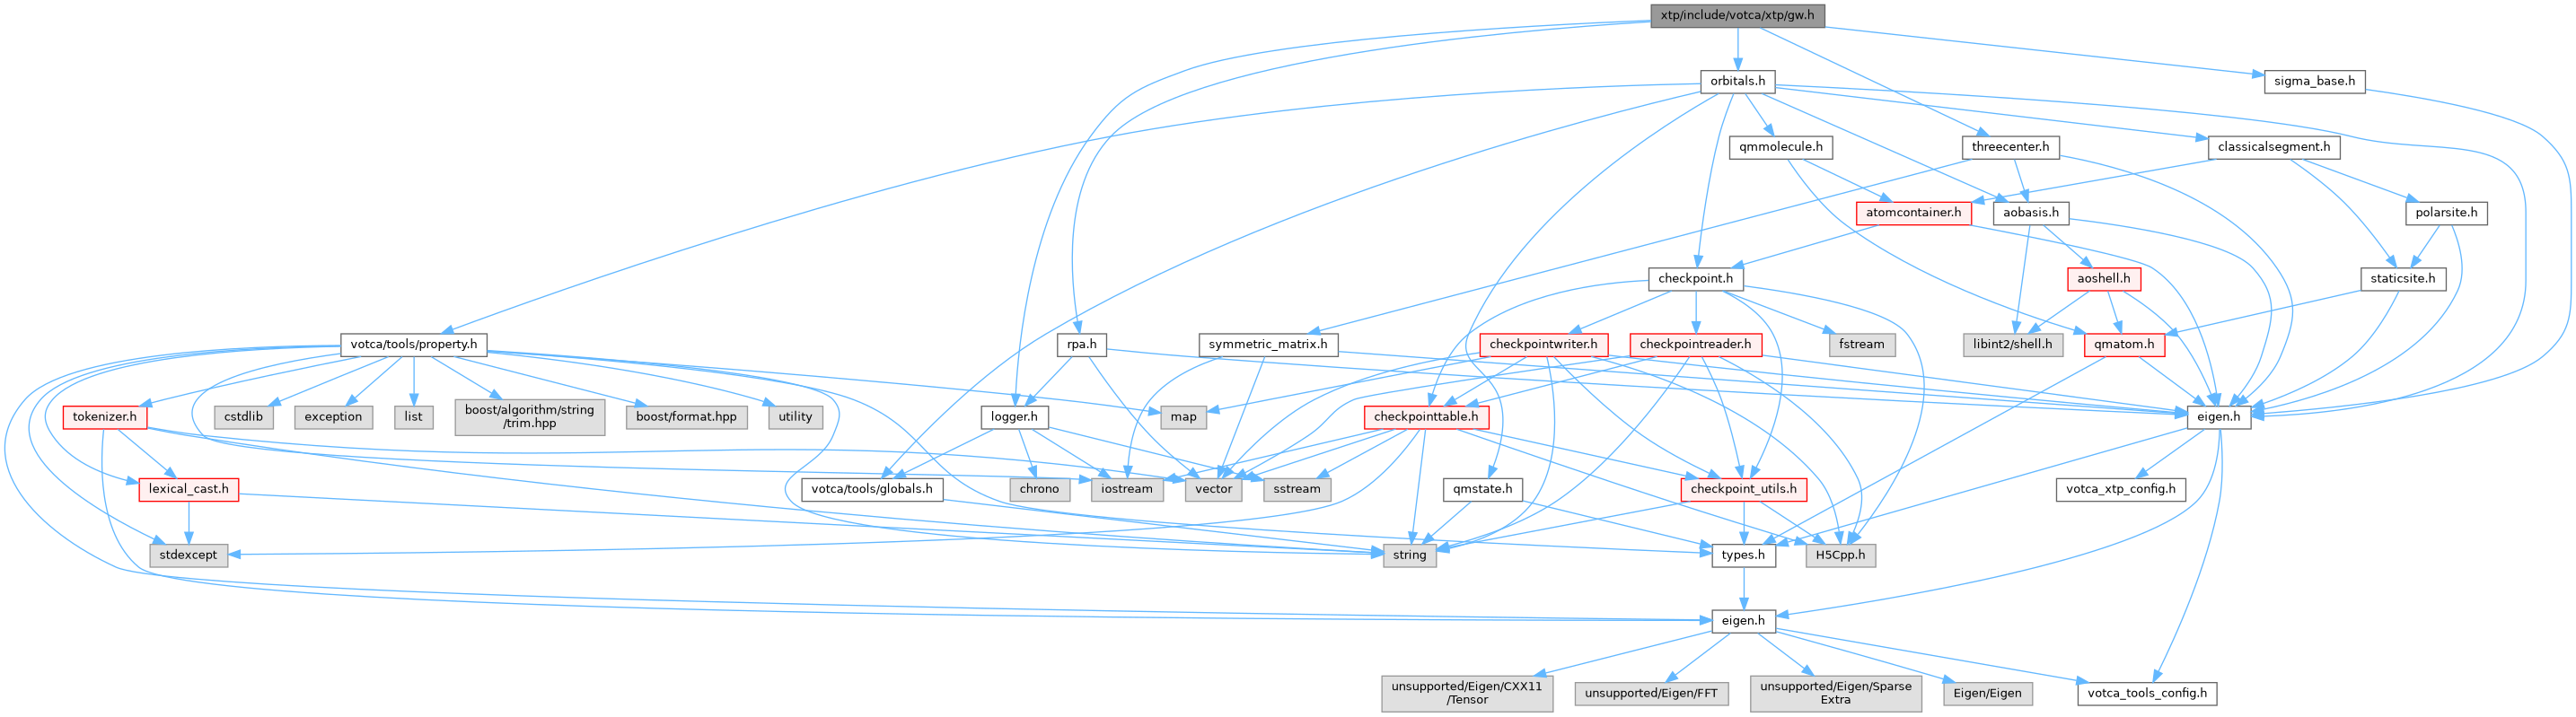 xtp/include/votca/xtp/gw.h
orbitals.h
sigma_base.h
qmmolecule.h
threecenter.h
classicalsegment.h
atomcontainer.h
aobasis.h
polarsite.h
checkpoint.h
aoshell.h
staticsite.h
votca/tools/property.h
rpa.h
symmetric_matrix.h
checkpointwriter.h
checkpointreader.h
fstream
libint2/shell.h
qmatom.h
tokenizer.h
cstdlib
exception
list
boost/algorithm/string
/trim.hpp
boost/format.hpp
utility
logger.h
map
checkpointtable.h
eigen.h
lexical_cast.h
votca/tools/globals.h
chrono
iostream
vector
sstream
qmstate.h
checkpoint_utils.h
votca_xtp_config.h
stdexcept
string
types.h
H5Cpp.h
eigen.h
unsupported/Eigen/CXX11
/Tensor
unsupported/Eigen/FFT
unsupported/Eigen/Sparse
Extra
Eigen/Eigen
votca_tools_config.h